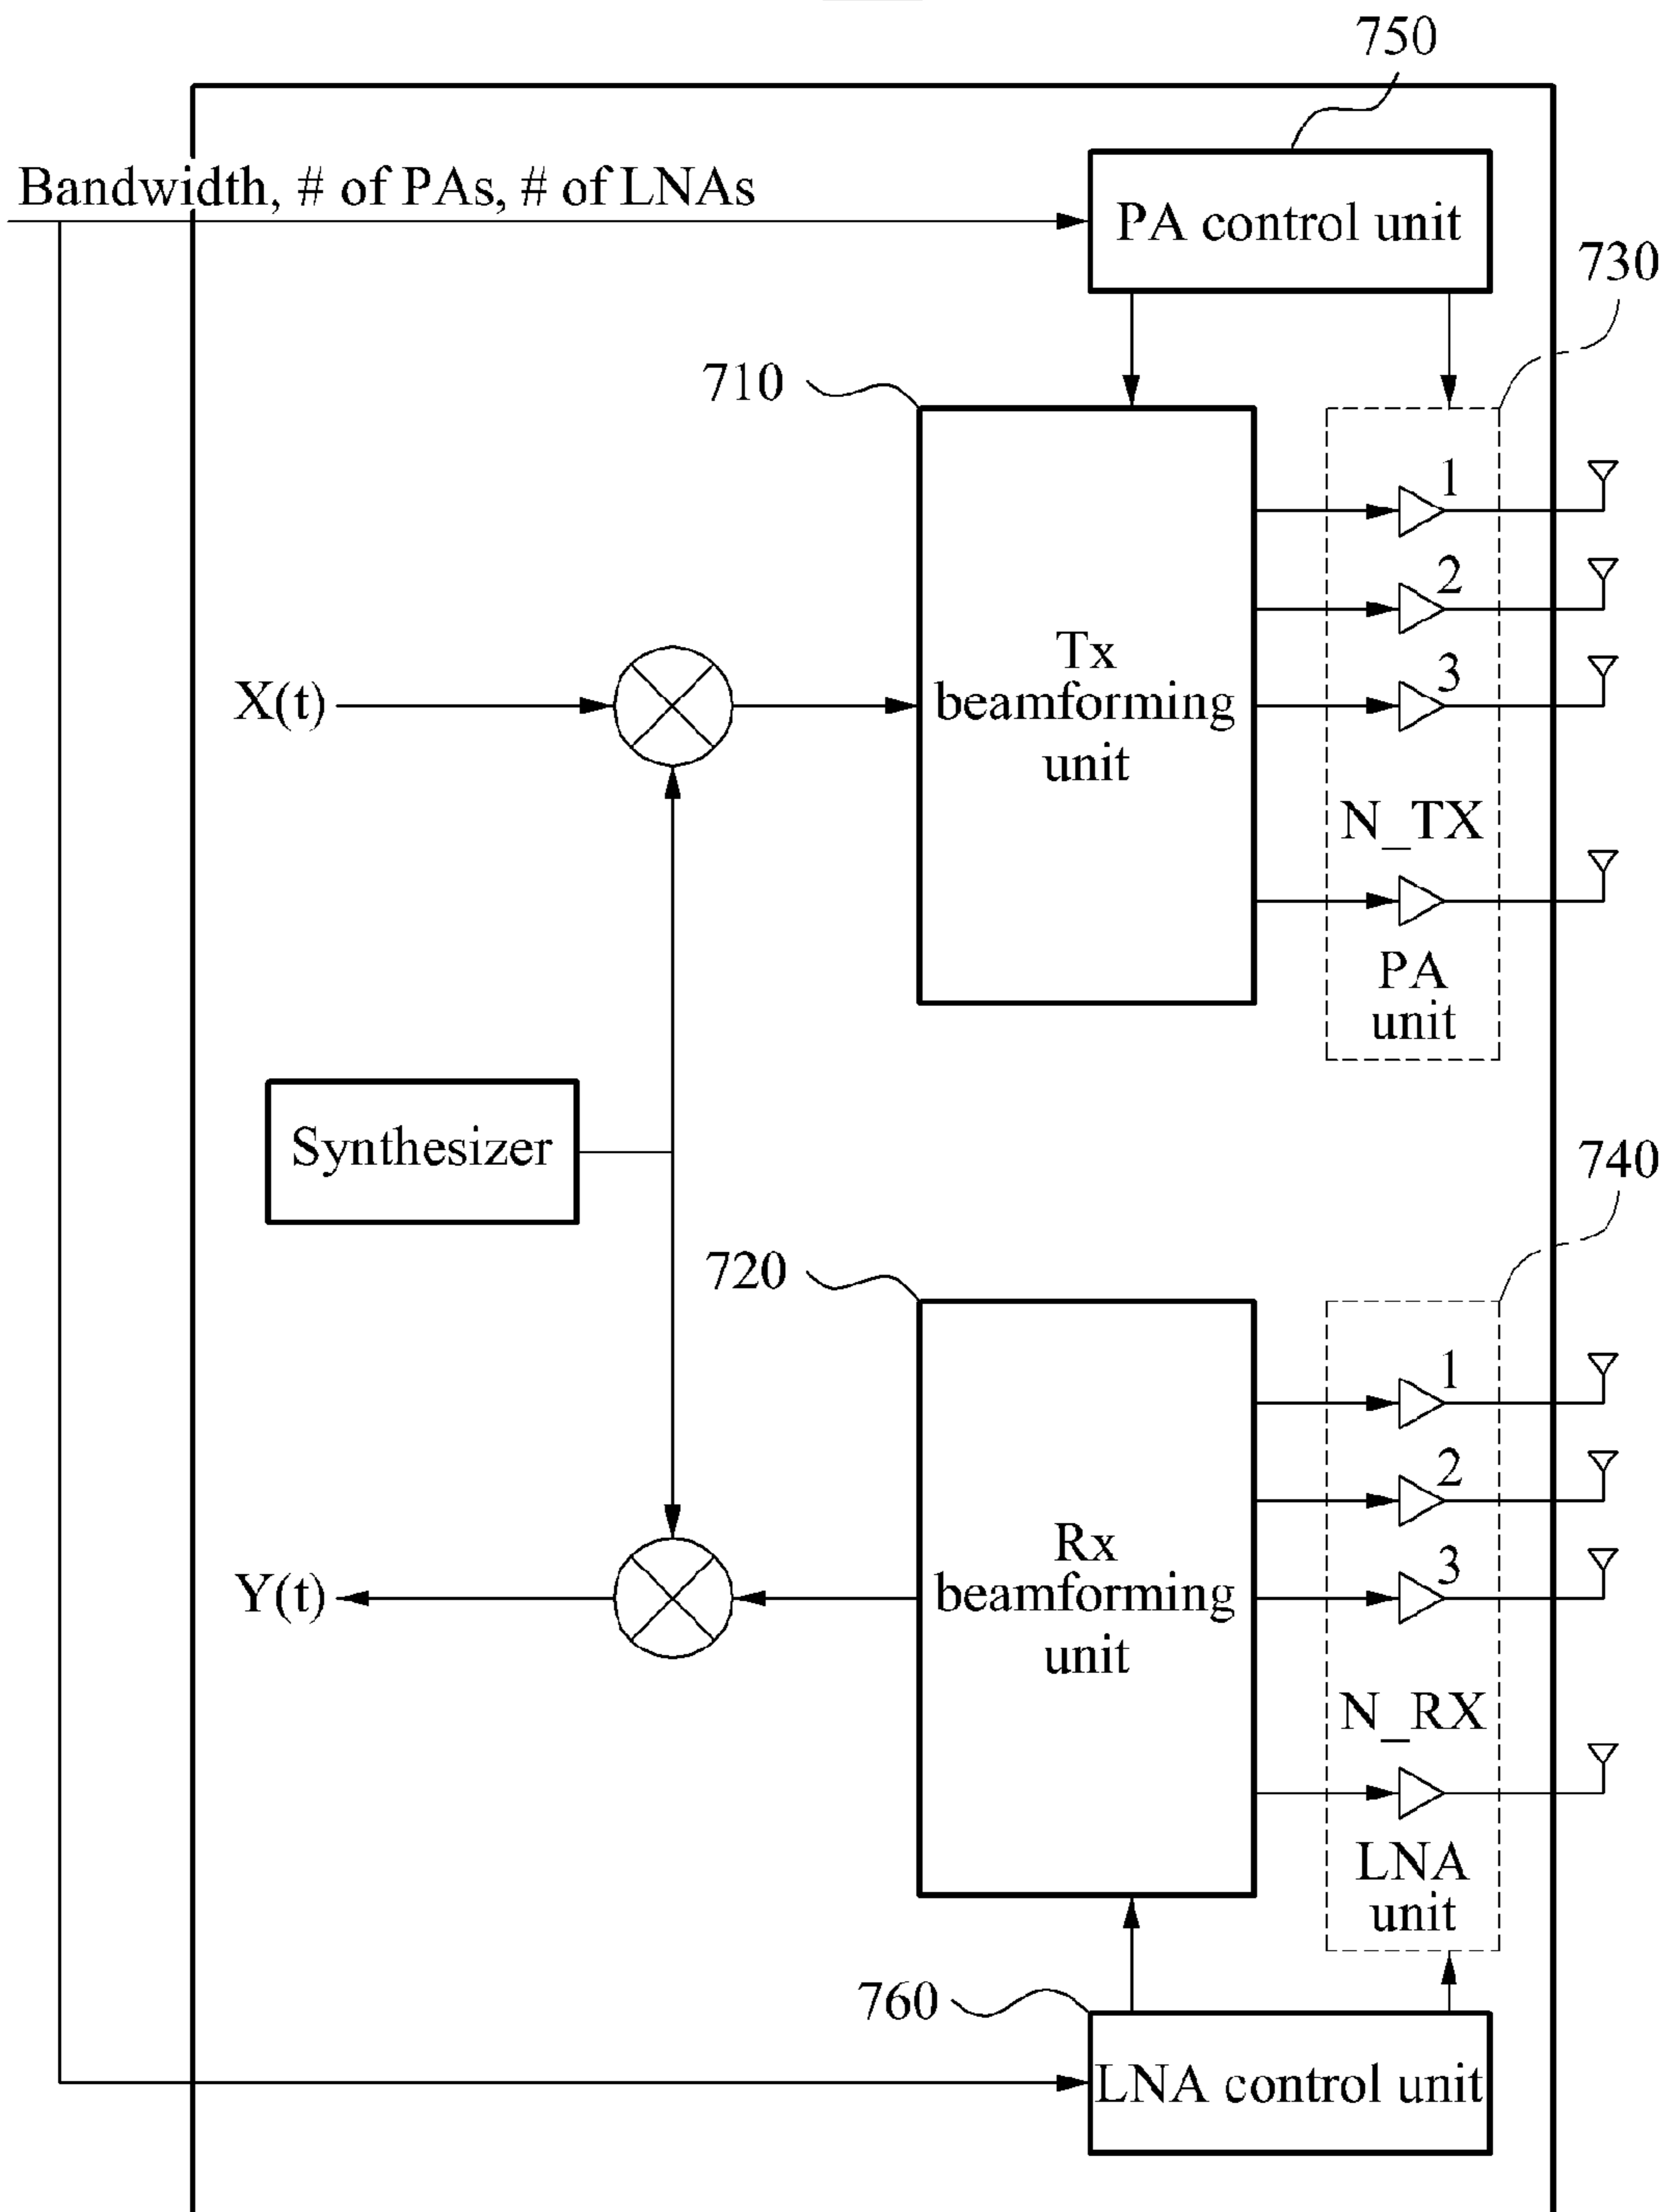 750
Bandwidth, # of PAs, # of LNAs
PA control unit
730
710
1
2
3
Tx
beamforming
unit
X(t)
N_TX
PA
unit
Synthesizer
740
720
1
2
3
Rx
beamforming
unit
Y(t)
N_RX
LNA
unit
760
LNA control unit